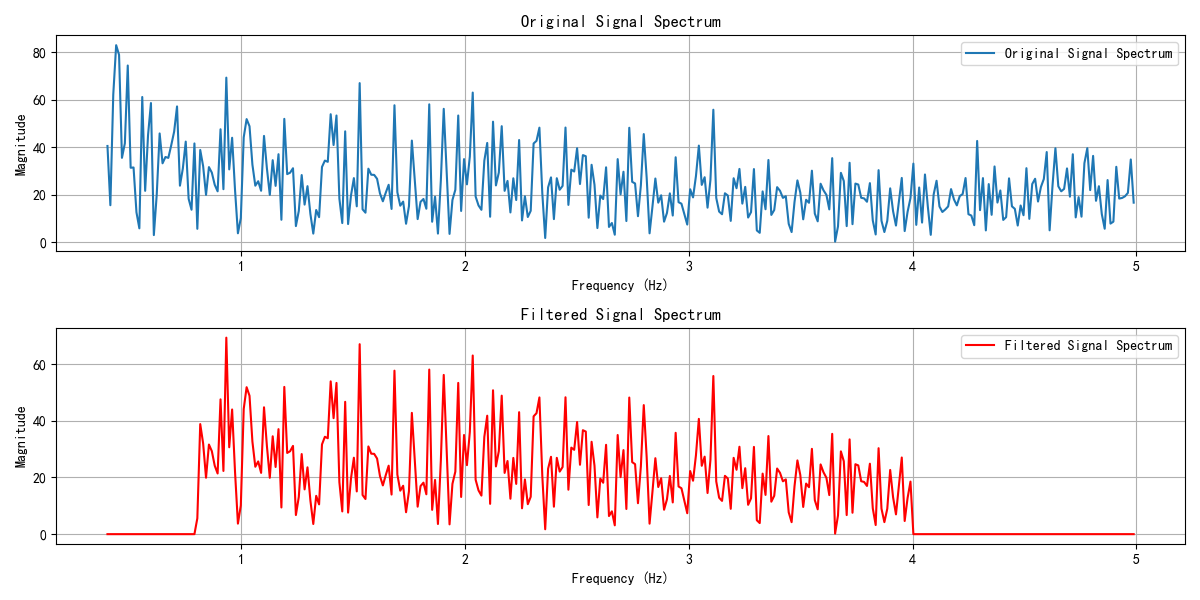 Original Signal Spectrum
Original Signal Spectrum
Magnitude
80
60
40
20
0
1 2 3 4 5
Frequency (Hz)
Filtered Signal Spectrum
Filtered Signal Spectrum
Magnitude
60
40
20
0
1 2 3 4 5
Frequency (Hz)